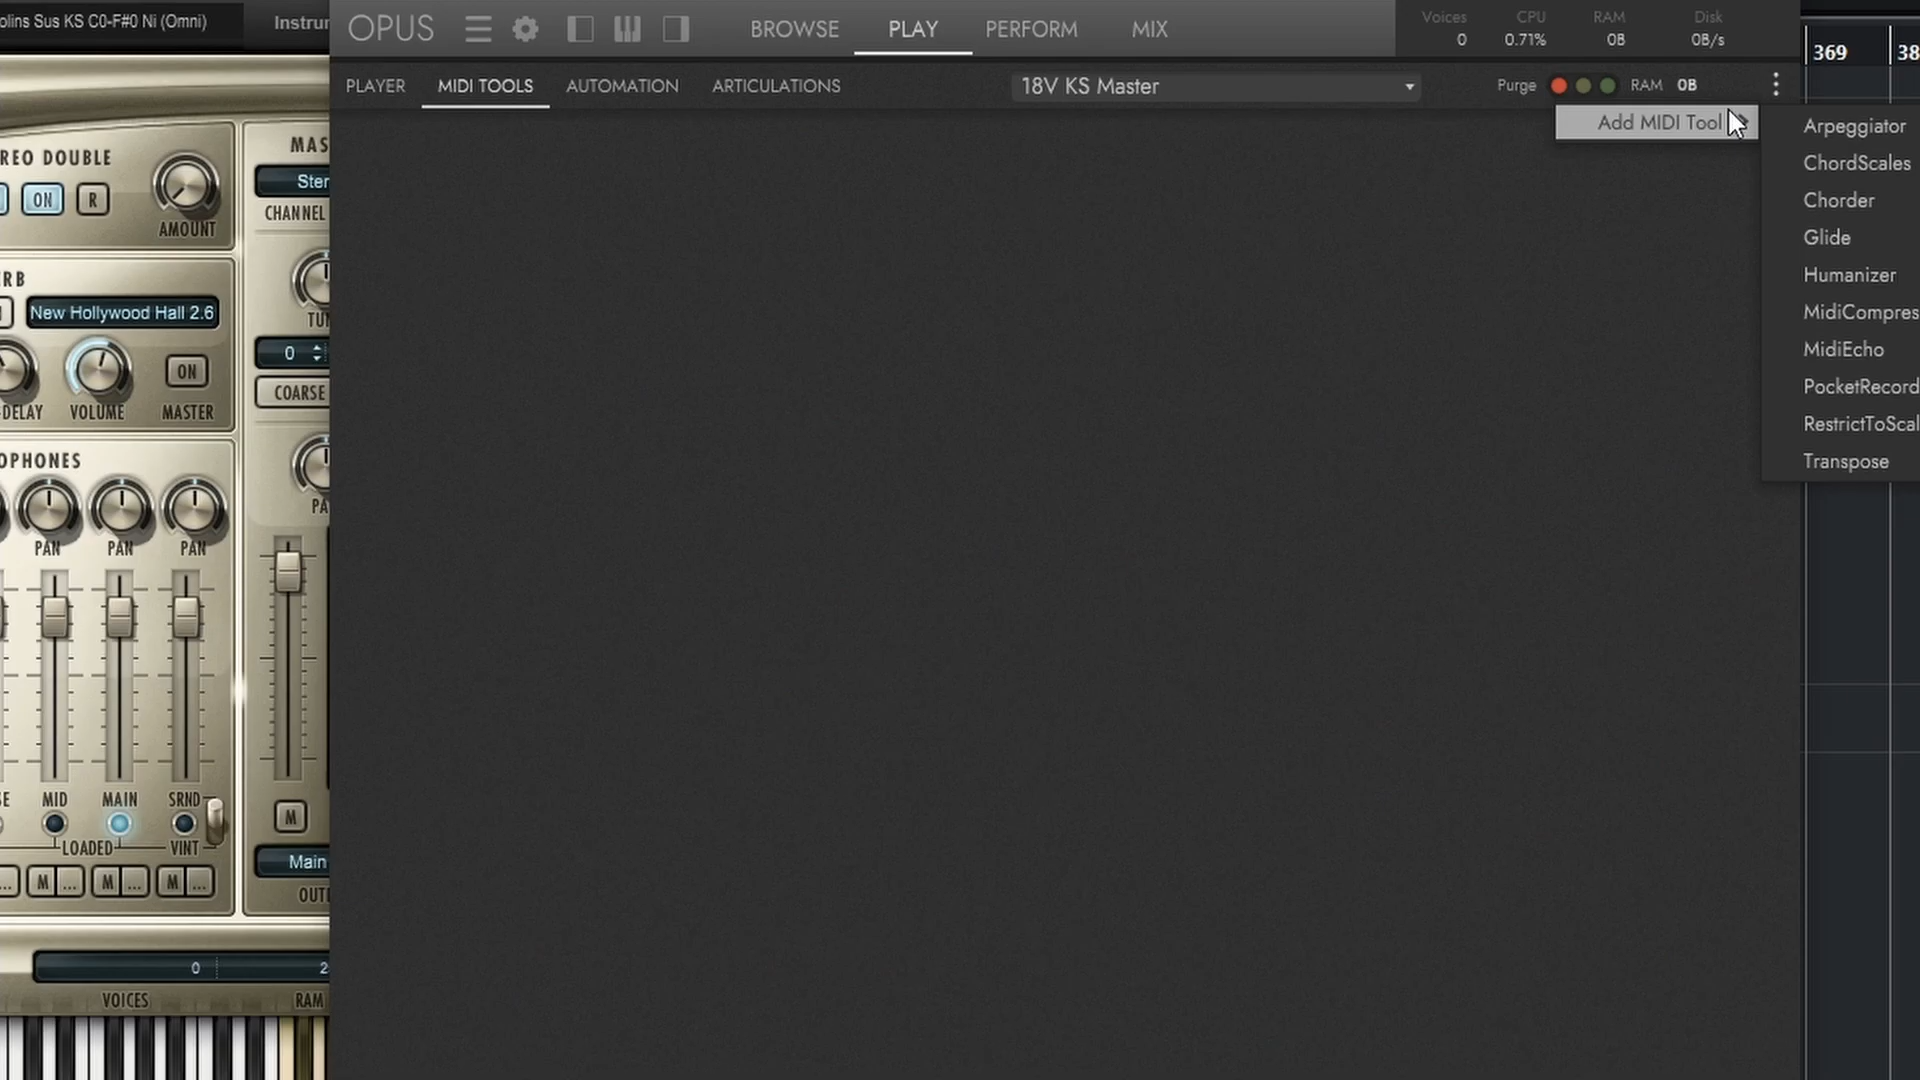 olins Sus KS C0-F#0 Ni (Omni)
Instrur
REO DOUBLE
ON
R
AMOUNT
MAS
Ster
CHANNEL
TUN
0
COARSE
PA
RB
New Hollywood Hall 2.6
-DELAY
VOLUME
ON
MASTER
OPHONES
PAN
PAN
PAN
SE
MID
MAIN
SRND
LOADED
VINT
...
M
...
M
...
M
...
M
Main
OUTP
0
2
VOICES
RAM
OPUS
BROWSE
PLAY
PERFORM
MIX
Voices
0
CPU
0.71%
RAM
0B
Disk
0B/s
PLAYER
MIDI TOOLS
AUTOMATION
ARTICULATIONS
18V KS Master
Purge
RAM
0B
Add MIDI Tool
Arpeggiator
ChordScales
Chorder
Glide
Humanizer
MidiCompres
MidiEcho
PocketRecord
RestrictToScal
Transpose
369
38